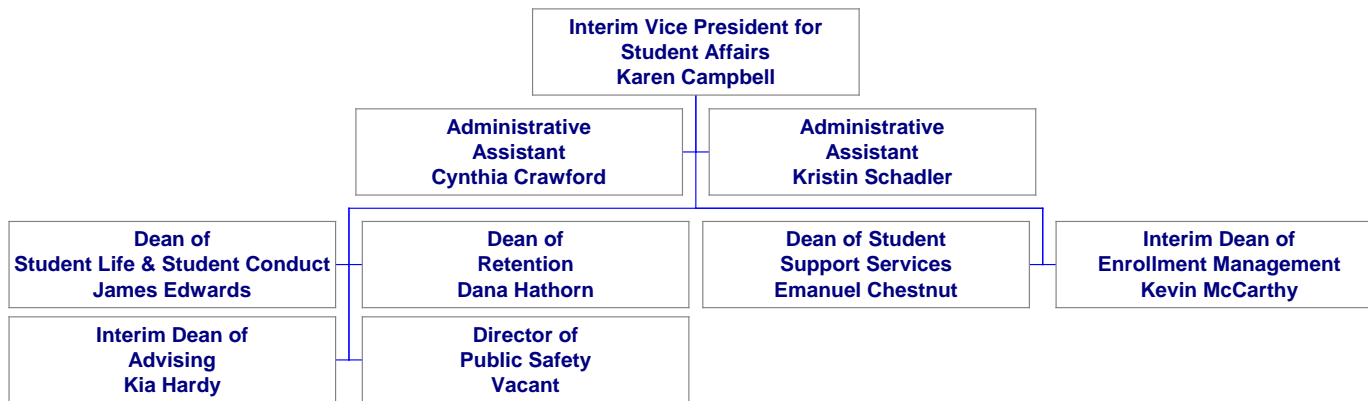 Interim Vice President for
Student Affairs
Karen Campbell
Administrative
Assistant
Cynthia Crawford
Administrative
Assistant
Kristin Schadler
Dean of
Student Life & Student Conduct
James Edwards
Dean of
Retention
Dana Hathorn
Dean of Student
Support Services
Emanuel Chestnut
Interim Dean of
Enrollment Management
Kevin McCarthy
Interim Dean of
Advising
Kia Hardy
Director of
Public Safety
Vacant